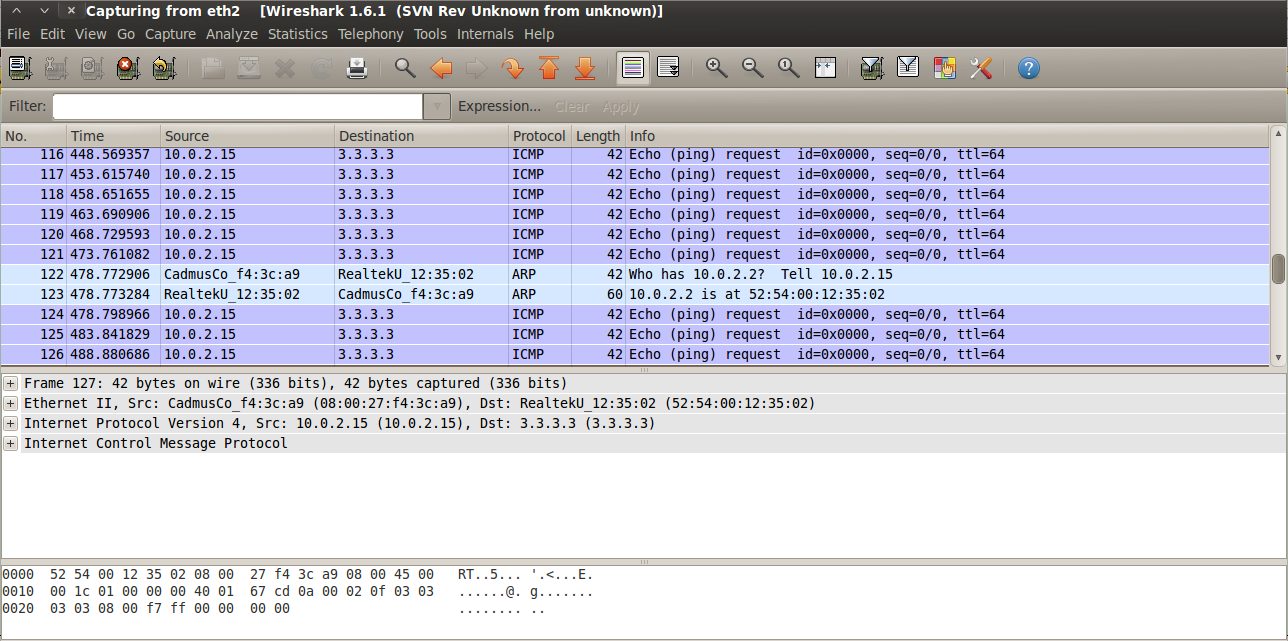 Capturing from eth2 [Wireshark 1.6.1 (SVN Rev Unknown from unknown)]
File Edit View Go Capture Analyze Statistics Telephony Tools Internals Help
Filter: Expression... Clear Apply
No. Time Source Destination Protocol Length Info
116 448.569357 10.0.2.15 3.3.3.3 ICMP 42 Echo (ping) request id=0x0000, seq=0/0, ttl=64
117 453.615740 10.0.2.15 3.3.3.3 ICMP 42 Echo (ping) request id=0x0000, seq=0/0, ttl=64
118 458.651655 10.0.2.15 3.3.3.3 ICMP 42 Echo (ping) request id=0x0000, seq=0/0, ttl=64
119 463.690906 10.0.2.15 3.3.3.3 ICMP 42 Echo (ping) request id=0x0000, seq=0/0, ttl=64
120 468.729593 10.0.2.15 3.3.3.3 ICMP 42 Echo (ping) request id=0x0000, seq=0/0, ttl=64
121 473.761082 10.0.2.15 3.3.3.3 ICMP 42 Echo (ping) request id=0x0000, seq=0/0, ttl=64
122 478.772906 CadmusCo_f4:3c:a9 RealtekU_12:35:02 ARP 42 Who has 10.0.2.2? Tell 10.0.2.15
123 478.773284 RealtekU_12:35:02 CadmusCo_f4:3c:a9 ARP 60 10.0.2.2 is at 52:54:00:12:35:02
124 478.798966 10.0.2.15 3.3.3.3 ICMP 42 Echo (ping) request id=0x0000, seq=0/0, ttl=64
125 483.841829 10.0.2.15 3.3.3.3 ICMP 42 Echo (ping) request id=0x0000, seq=0/0, ttl=64
126 488.880686 10.0.2.15 3.3.3.3 ICMP 42 Echo (ping) request id=0x0000, seq=0/0, ttl=64
Frame 127: 42 bytes on wire (336 bits), 42 bytes captured (336 bits)
Ethernet II, Src: CadmusCo_f4:3c:a9 (08:00:27:f4:3c:a9), Dst: RealtekU_12:35:02 (52:54:00:12:35:02)
Internet Protocol Version 4, Src: 10.0.2.15 (10.0.2.15), Dst: 3.3.3.3 (3.3.3.3)
Internet Control Message Protocol
0000 52 54 00 12 35 02 08 00 27 f4 3c a9 08 00 45 00 RT..5... '.<...E.
0010 00 1c 01 00 00 00 40 01 67 cd 0a 00 02 0f 03 03 ......@. g.......
0020 03 03 08 00 f7 ff 00 00 00 00 ........ ..